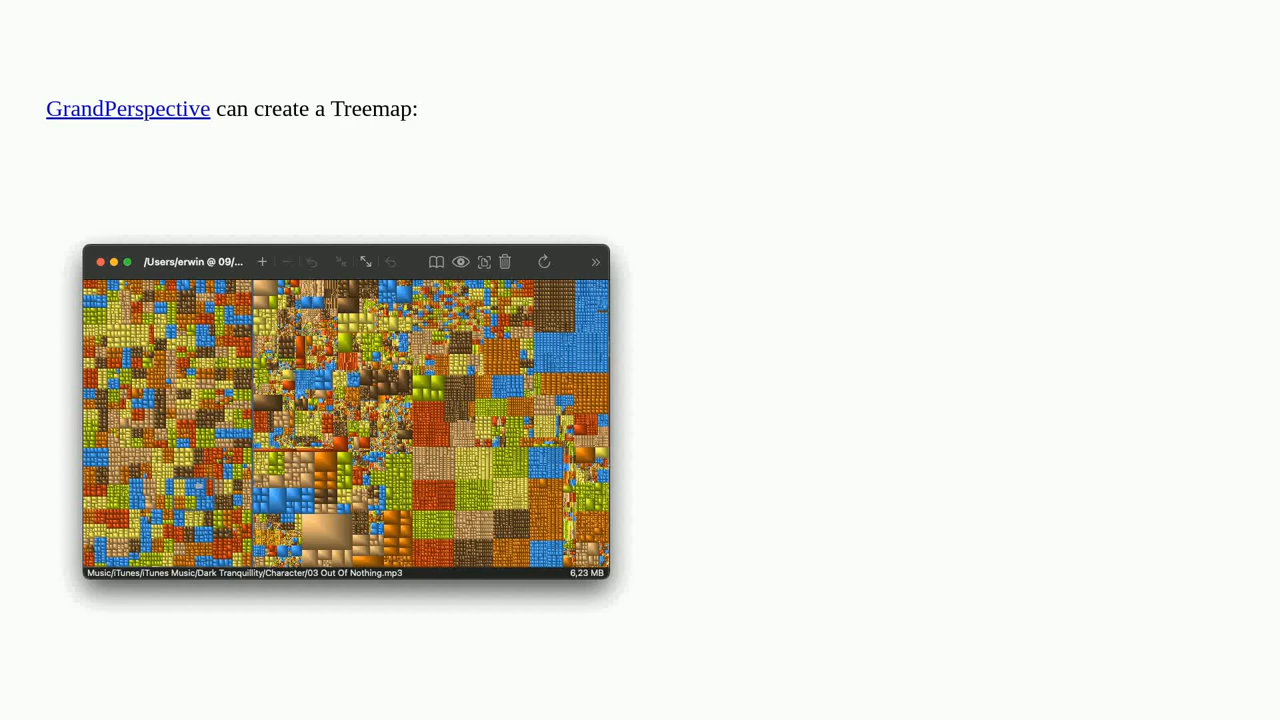 GrandPerspective can create a Treemap:
/Users/erwin @ 09/...
Music/iTunes/iTunes Music/Dark Tranquillity/Character/03 Out Of Nothing.mp3 6,23 MB